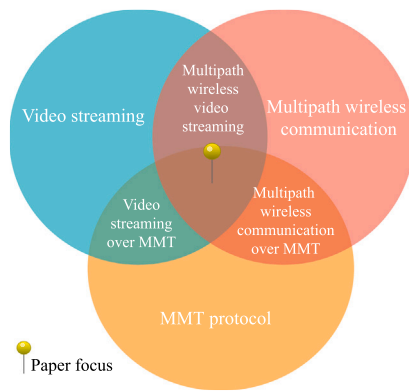 Multipath
wireless
video
streaming
Video streaming
Multipath wireless
communication
Video
streaming
over MMT
Multipath
wireless
communication
over MMT
MMT protocol
Paper focus